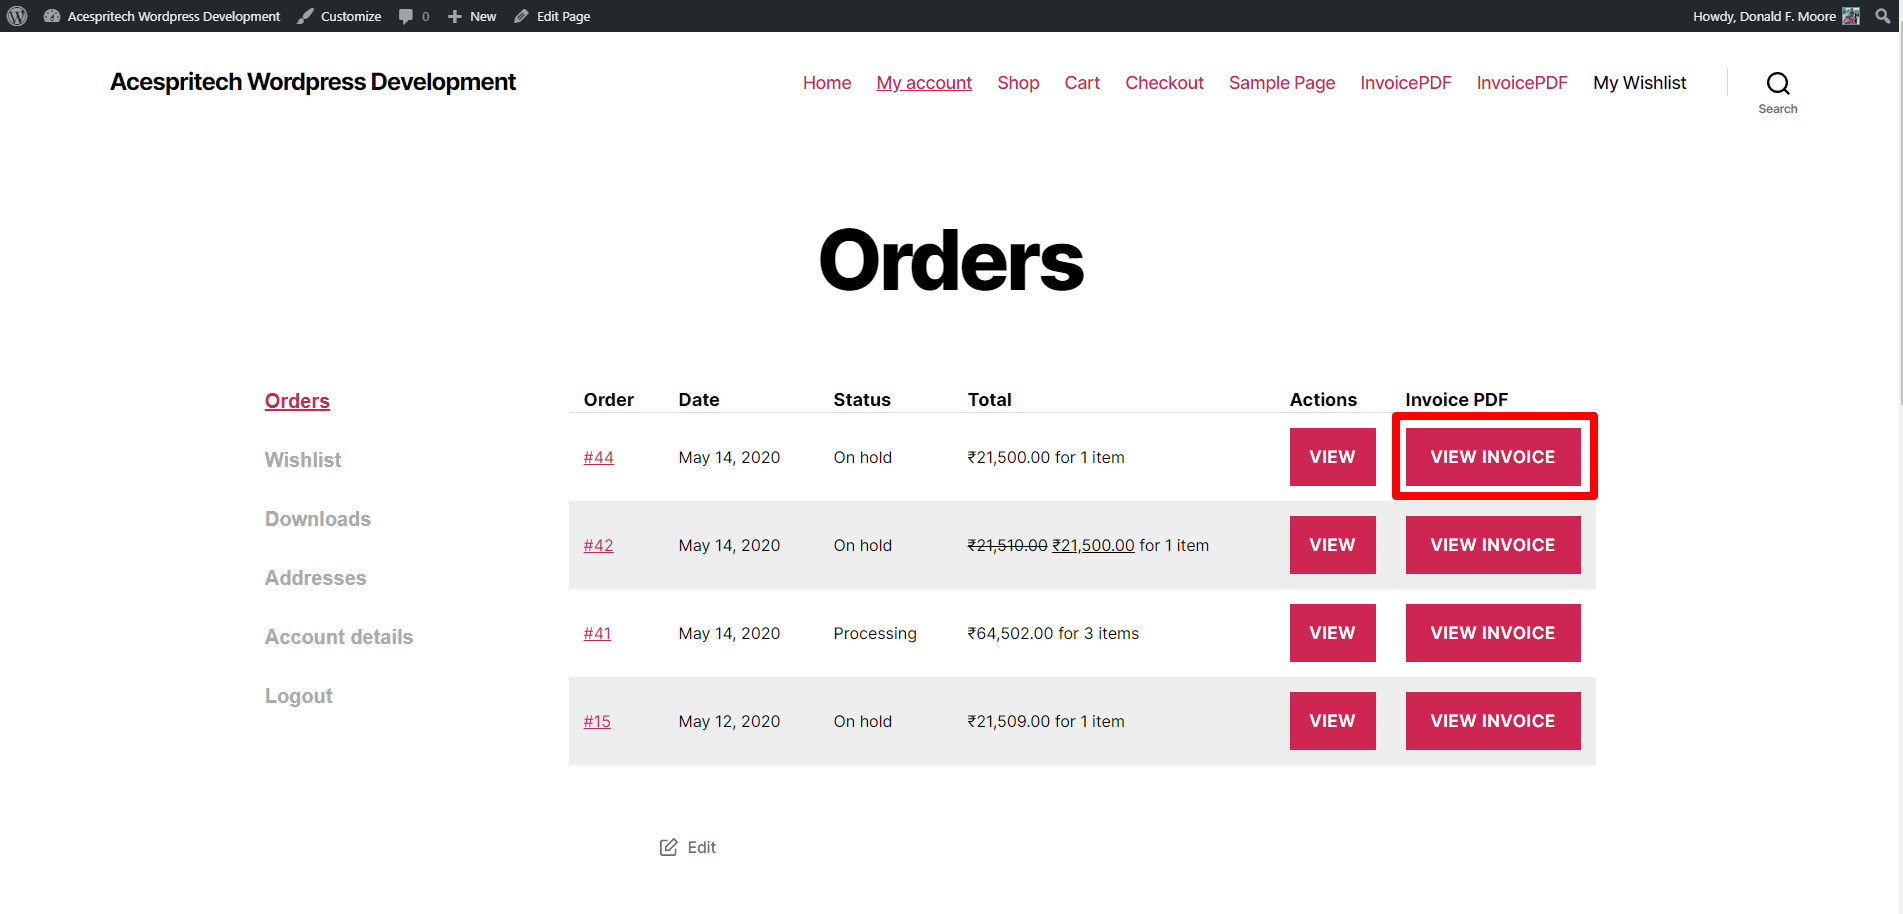 Acespritech Wordpress Development Customize 0 New Edit Page Howdy, Donald F. Moore
Acespritech Wordpress Development Home My account Shop Cart Checkout Sample Page InvoicePDF InvoicePDF My Wishlist
Search
Orders
Orders
Wishlist
Downloads
Addresses
Account details
Logout
Order Date Status Total Actions Invoice PDF
#44 May 14, 2020 On hold ₹21,500.00 for 1 item VIEW VIEW INVOICE
#42 May 14, 2020 On hold ₹21,510.00 ₹21,500.00 for 1 item VIEW VIEW INVOICE
#41 May 14, 2020 Processing ₹64,502.00 for 3 items VIEW VIEW INVOICE
#15 May 12, 2020 On hold ₹21,509.00 for 1 item VIEW VIEW INVOICE
Edit